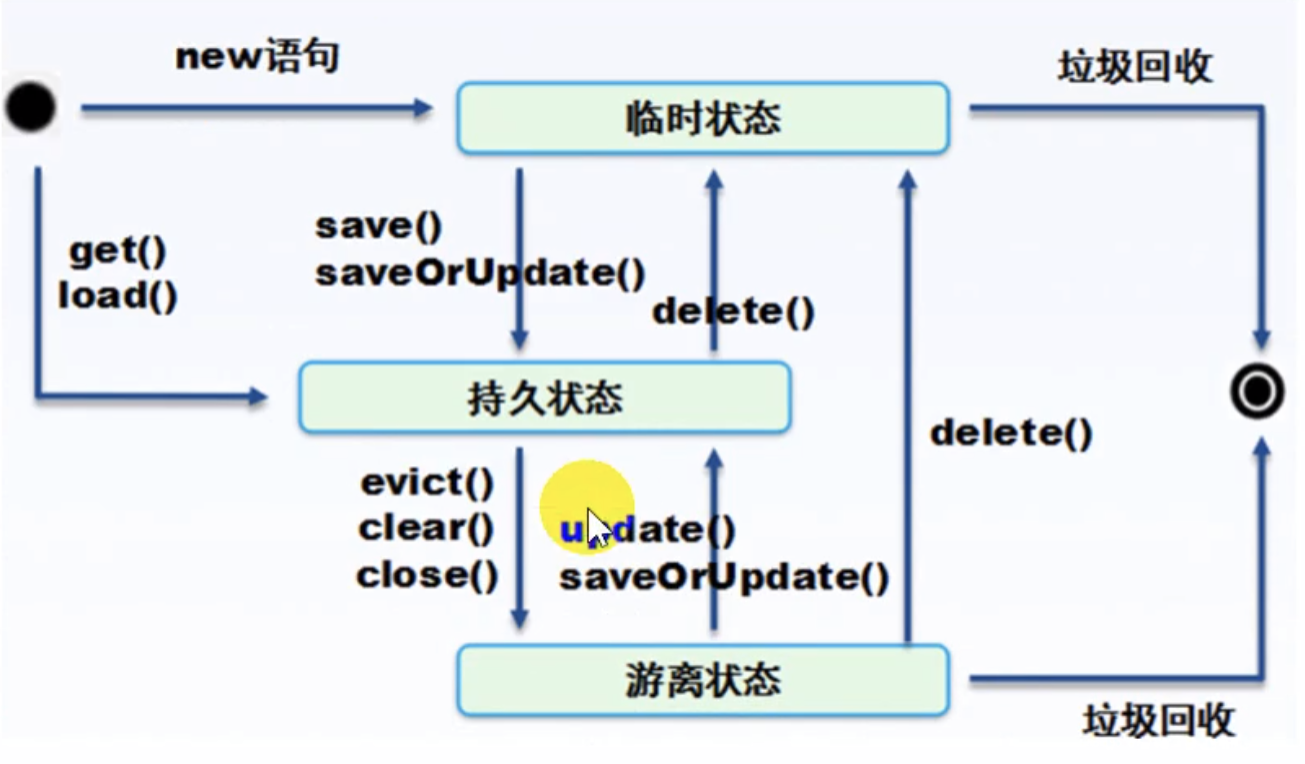 new语句
垃圾回收
临时状态
save()
get()
saveOrUpdate()
load()
delete()
持久状态
delete()
evict()
clear()
update()
close()
saveOrUpdate()
游离状态
垃圾回收